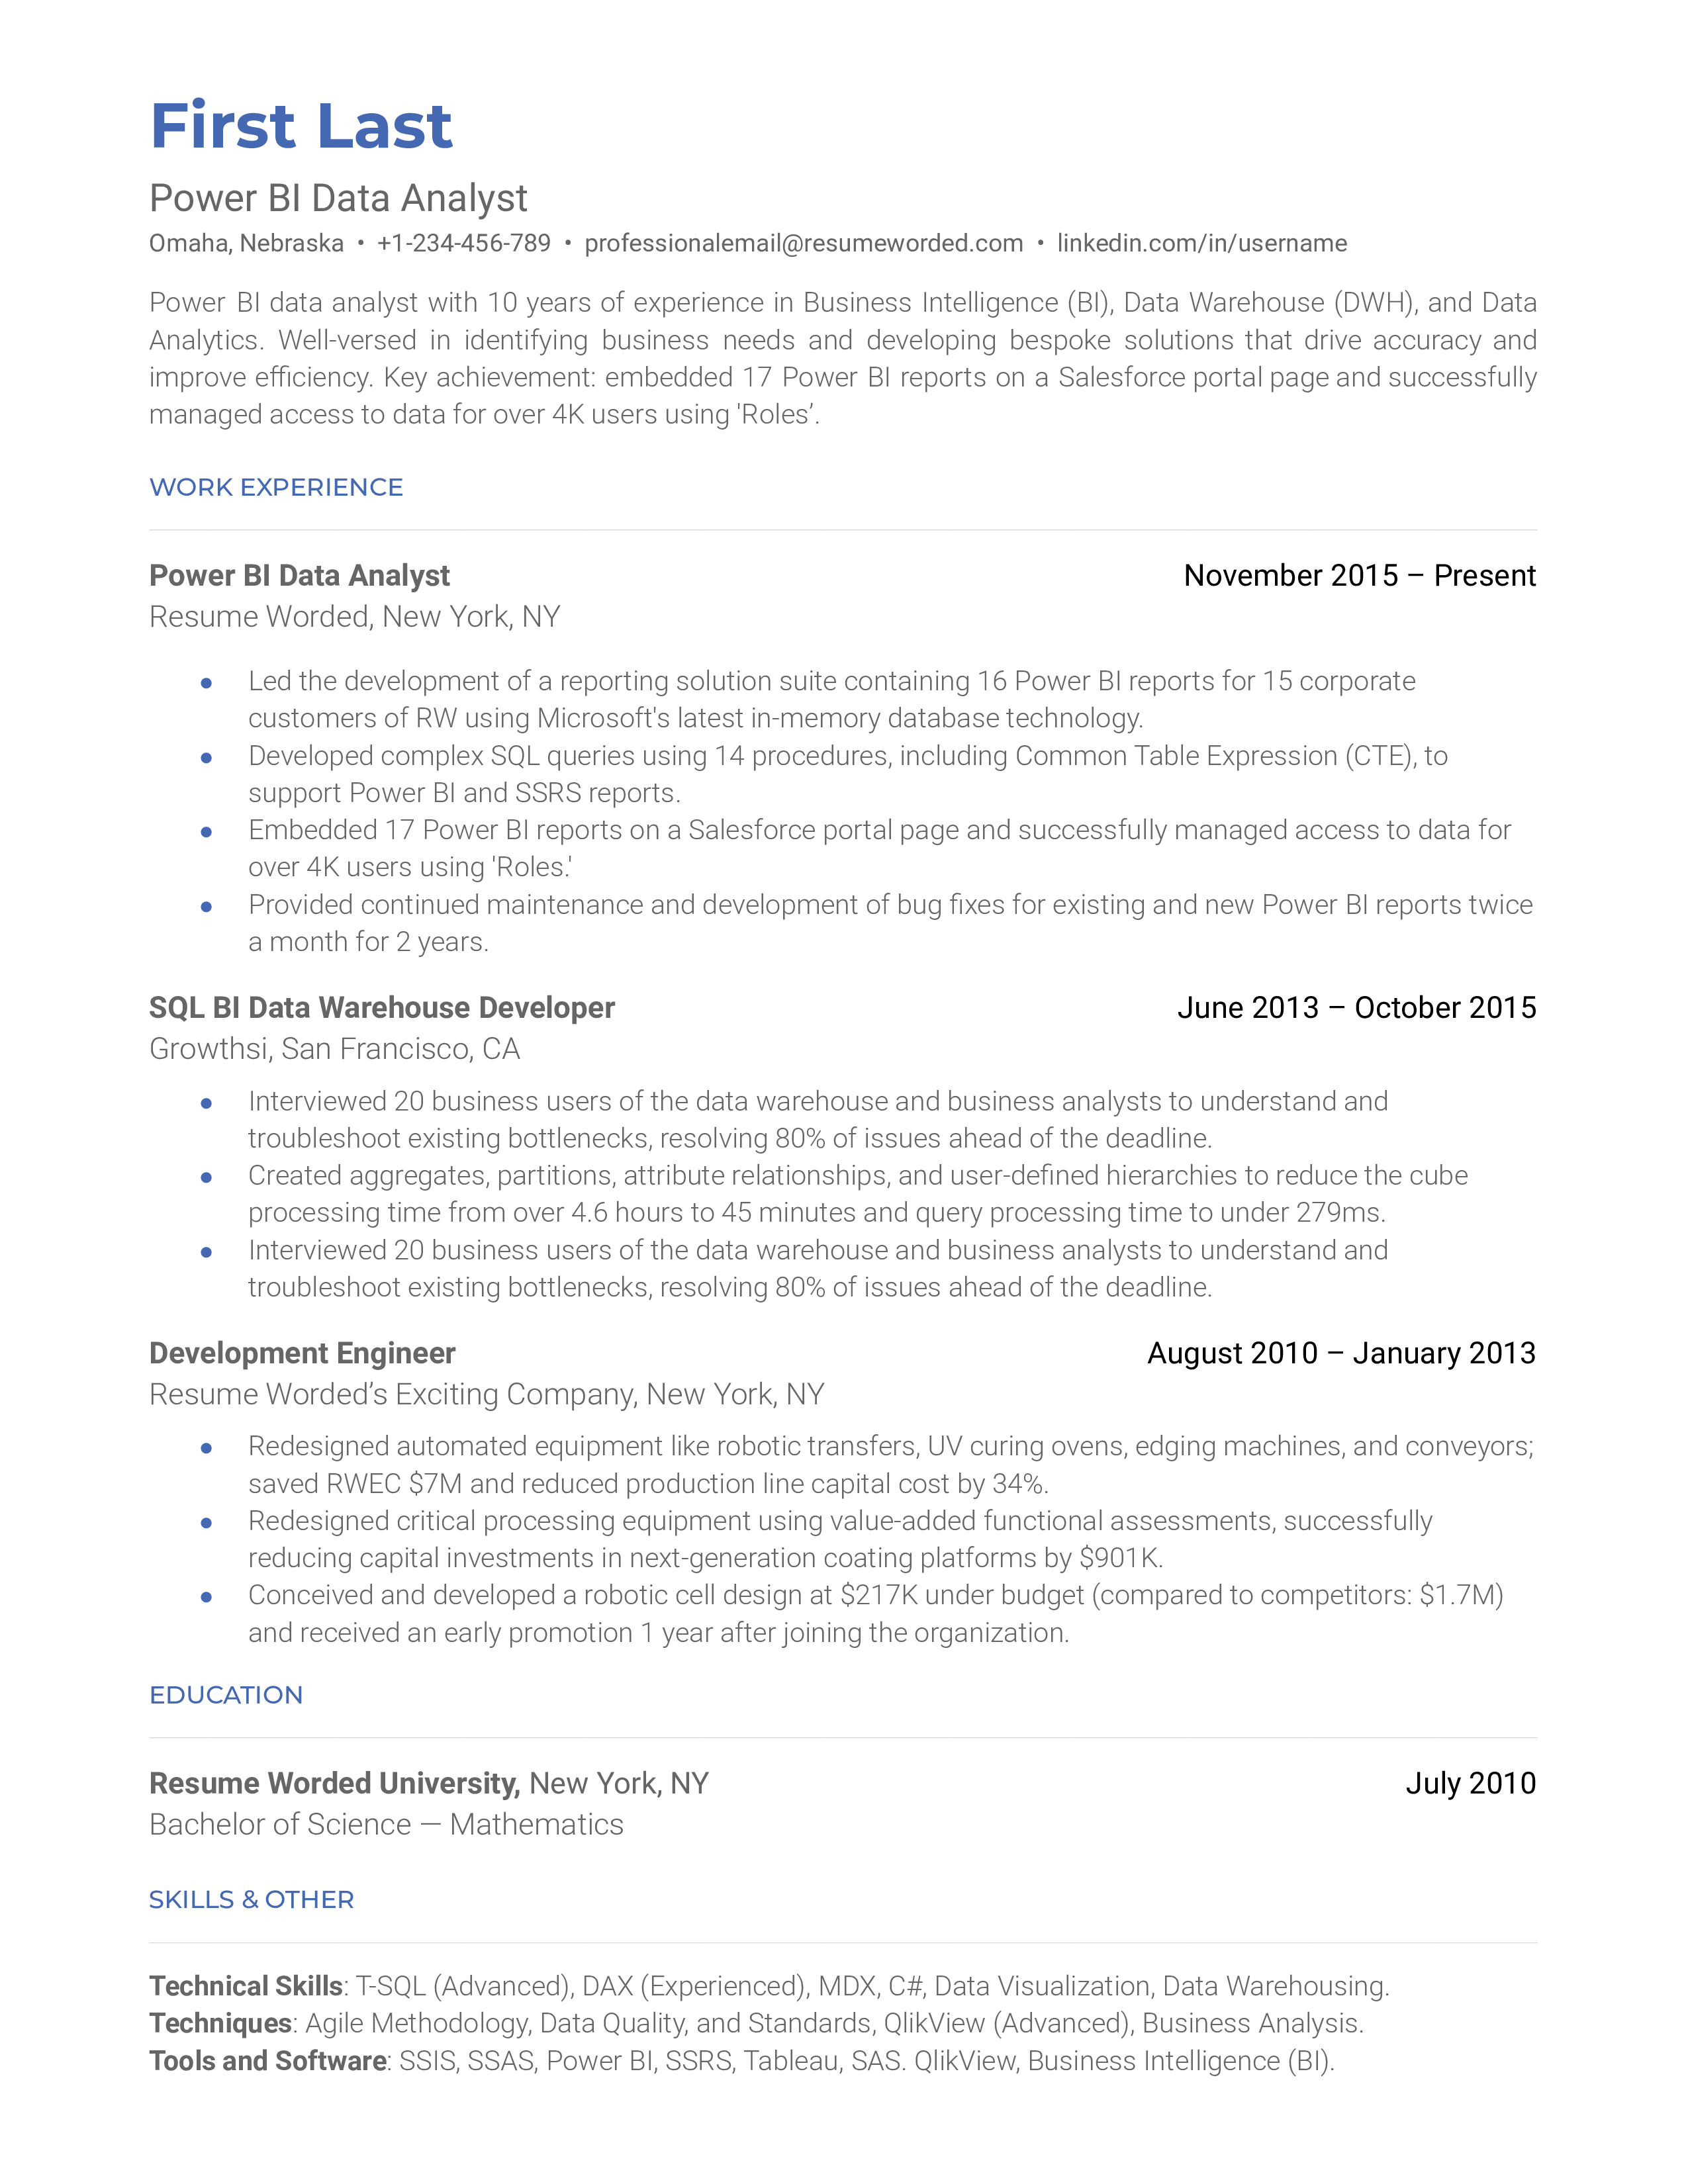 First Last
Power BI Data Analyst
Omaha, Nebraska • +1-234-456-789 • professionalemail@resumeworded.com • linkedin.com/in/username
Power BI data analyst with 10 years of experience in Business Intelligence (BI), Data Warehouse (DWH), and Data
Analytics. Well-versed in identifying business needs and developing bespoke solutions that drive accuracy and
improve efficiency. Key achievement: embedded 17 Power BI reports on a Salesforce portal page and successfully
managed access to data for over 4K users using 'Roles’.
WORK EXPERIENCE
Power BI Data Analyst November 2015 – Present
Resume Worded, New York, NY
● Led the development of a reporting solution suite containing 16 Power BI reports for 15 corporate
customers of RW using Microsoft's latest in-memory database technology.
● Developed complex SQL queries using 14 procedures, including Common Table Expression (CTE), to
support Power BI and SSRS reports.
● Embedded 17 Power BI reports on a Salesforce portal page and successfully managed access to data for
over 4K users using 'Roles.'
● Provided continued maintenance and development of bug fixes for existing and new Power BI reports twice
a month for 2 years.
SQL BI Data Warehouse Developer June 2013 – October 2015
Growthsi, San Francisco, CA
● Interviewed 20 business users of the data warehouse and business analysts to understand and
troubleshoot existing bottlenecks, resolving 80% of issues ahead of the deadline.
● Created aggregates, partitions, attribute relationships, and user-defined hierarchies to reduce the cube
processing time from over 4.6 hours to 45 minutes and query processing time to under 279ms.
● Interviewed 20 business users of the data warehouse and business analysts to understand and
troubleshoot existing bottlenecks, resolving 80% of issues ahead of the deadline.
Development Engineer August 2010 – January 2013
Resume Worded’s Exciting Company, New York, NY
● Redesigned automated equipment like robotic transfers, UV curing ovens, edging machines, and conveyors;
saved RWEC $7M and reduced production line capital cost by 34%.
● Redesigned critical processing equipment using value-added functional assessments, successfully
reducing capital investments in next-generation coating platforms by $901K.
● Conceived and developed a robotic cell design at $217K under budget (compared to competitors: $1.7M)
and received an early promotion 1 year after joining the organization.
EDUCATION
Resume Worded University, New York, NY July 2010
Bachelor of Science — Mathematics
SKILLS & OTHER
Technical Skills: T-SQL (Advanced), DAX (Experienced), MDX, C#, Data Visualization, Data Warehousing.
Techniques: Agile Methodology, Data Quality, and Standards, QlikView (Advanced), Business Analysis.
Tools and Software: SSIS, SSAS, Power BI, SSRS, Tableau, SAS. QlikView, Business Intelligence (BI).